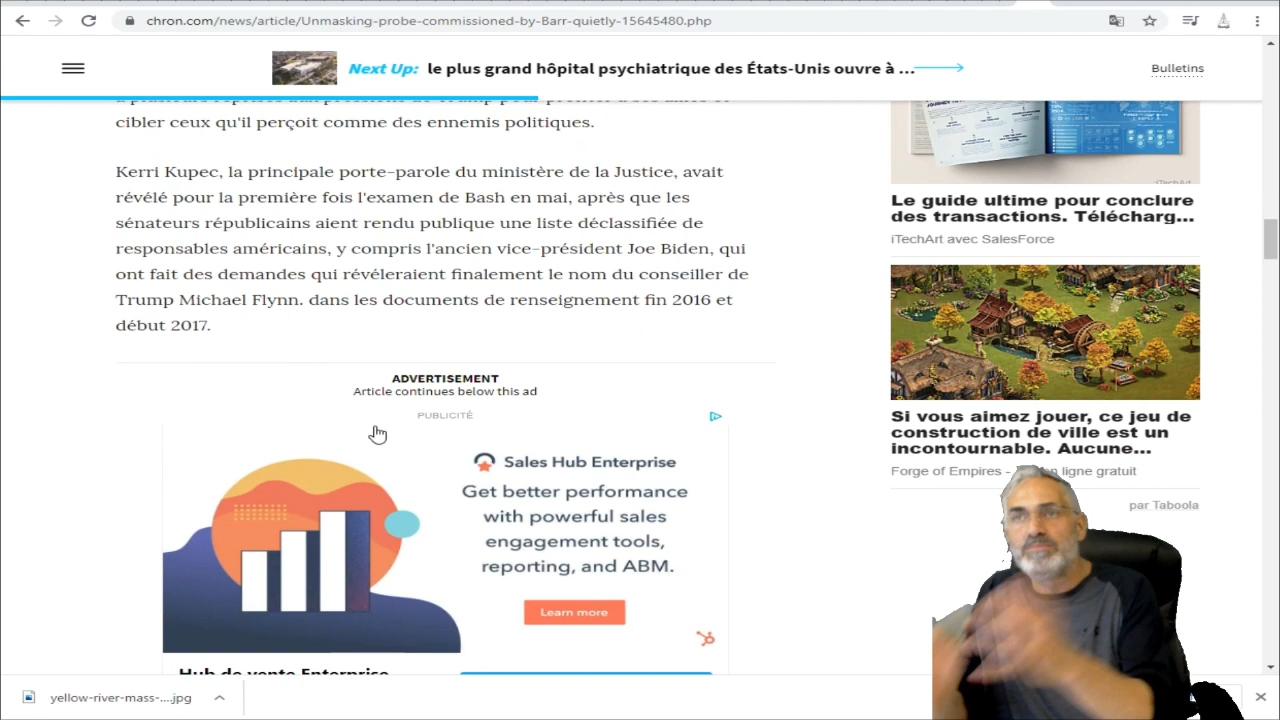 chron.com/news/article/Unmasking-probe-commissioned-by-Barr-quietly-15645480.php
Next Up: le plus grand hôpital psychiatrique des États-Unis ouvre à ...
Bulletins
cibler ceux qu'il perçoit comme des ennemis politiques.
Kerri Kupec, la principale porte-parole du ministère de la Justice, avait
révélé pour la première fois l'examen de Bash en mai, après que les
sénateurs républicains aient rendu publique une liste déclassifiée de
responsables américains, y compris l'ancien vice-président Joe Biden, qui
ont fait des demandes qui révéleraient finalement le nom du conseiller de
Trump Michael Flynn. dans les documents de renseignement fin 2016 et
début 2017.
ADVERTISEMENT
Article continues below this ad
PUBLICITÉ
Sales Hub Enterprise
Get better performance
with powerful sales
engagement tools,
reporting, and ABM.
Learn more
Hub de vente Enterprise
iTechArt
Le guide ultime pour conclure
des transactions. Télécharg...
iTechArt avec SalesForce
Si vous aimez jouer, ce jeu de
construction de ville est un
incontournable. Aucune...
Forge of Empires - en ligne gratuit
par Taboola
yellow-river-mass-....jpg